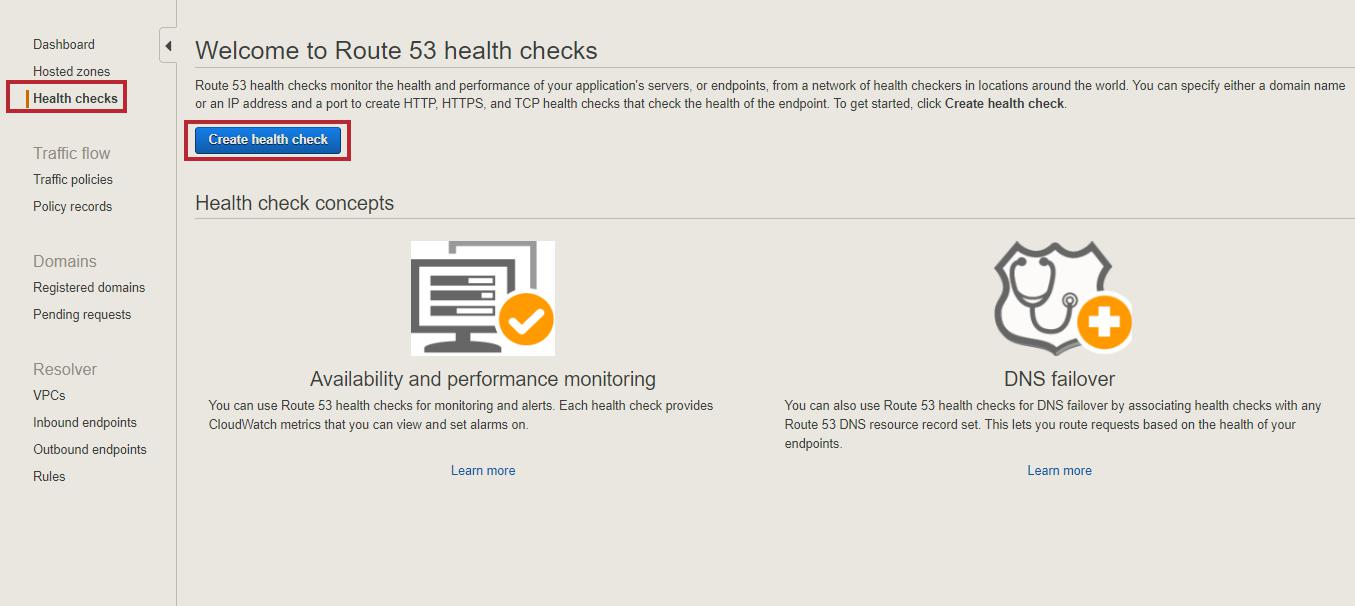 Dashboard
Hosted zones
Health checks
Traffic flow
Traffic policies
Policy records
Domains
Registered domains
Pending requests
Resolver
VPCs
Inbound endpoints
Outbound endpoints
Rules
Welcome to Route 53 health checks
Route 53 health checks monitor the health and performance of your application's servers, or endpoints, from a network of health checkers in locations around the world. You can specify either a domain name
or an IP address and a port to create HTTP, HTTPS, and TCP health checks that check the health of the endpoint. To get started, click Create health check.
Create health check
Health check concepts
Availability and performance monitoring
You can use Route 53 health checks for monitoring and alerts. Each health check provides
CloudWatch metrics that you can view and set alarms on.
Learn more
DNS failover
You can also use Route 53 health checks for DNS failover by associating health checks with any
Route 53 DNS resource record set. This lets you route requests based on the health of your
endpoints.
Learn more